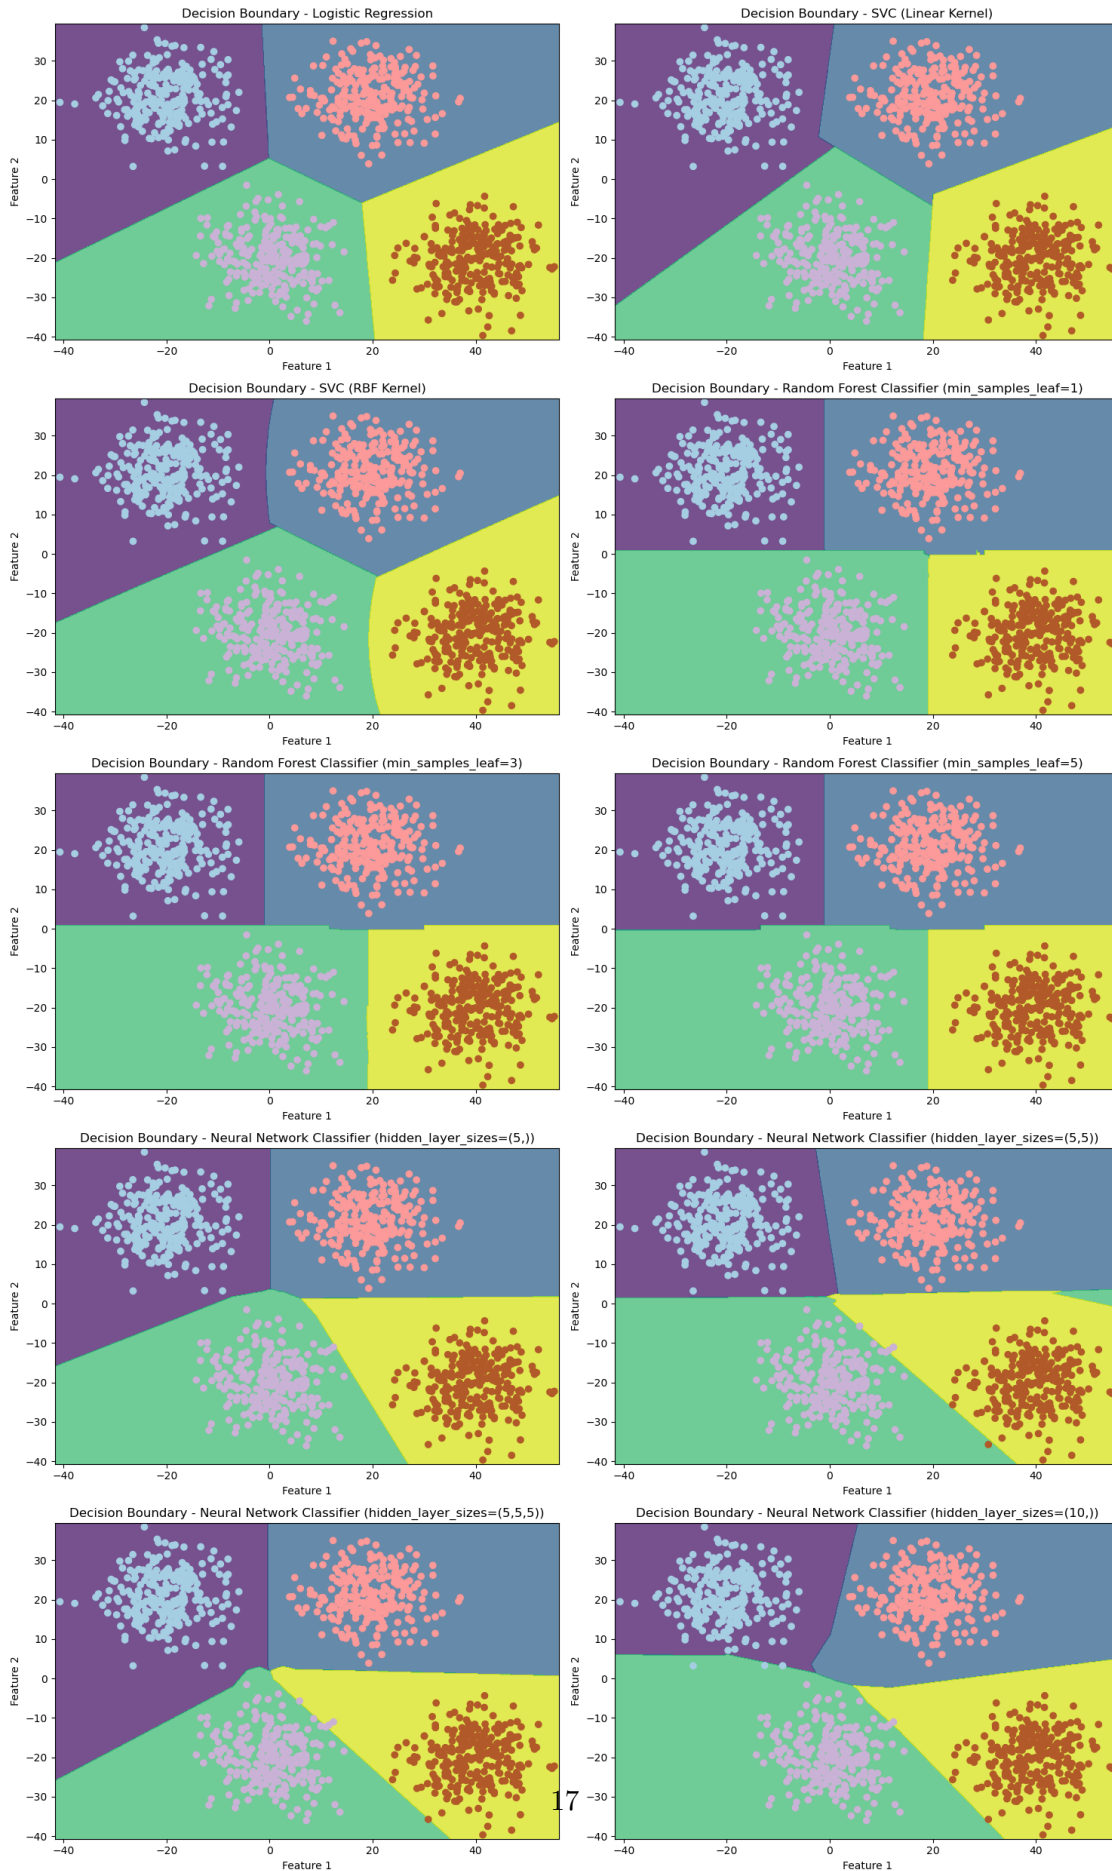 Decision Boundary - Logistic Regression
30
20
10
0
−10
−20
−30
−40
Feature 2
−40 −20 0 20 40
Feature 1
Decision Boundary - SVC (Linear Kernel)
30
20
10
0
−10
−20
−30
−40
Feature 2
−40 −20 0 20 40
Feature 1
Decision Boundary - SVC (RBF Kernel)
30
20
10
0
−10
−20
−30
−40
Feature 2
−40 −20 0 20 40
Feature 1
Decision Boundary - Random Forest Classifier (min_samples_leaf=1)
30
20
10
0
−10
−20
−30
−40
Feature 2
−40 −20 0 20 40
Feature 1
Decision Boundary - Random Forest Classifier (min_samples_leaf=3)
30
20
10
0
−10
−20
−30
−40
Feature 2
−40 −20 0 20 40
Feature 1
Decision Boundary - Random Forest Classifier (min_samples_leaf=5)
30
20
10
0
−10
−20
−30
−40
Feature 2
−40 −20 0 20 40
Feature 1
Decision Boundary - Neural Network Classifier (hidden_layer_sizes=(5,))
30
20
10
0
−10
−20
−30
−40
Feature 2
−40 −20 0 20 40
Feature 1
Decision Boundary - Neural Network Classifier (hidden_layer_sizes=(5,5))
30
20
10
0
−10
−20
−30
−40
Feature 2
−40 −20 0 20 40
Feature 1
Decision Boundary - Neural Network Classifier (hidden_layer_sizes=(5,5,5))
30
20
10
0
−10
−20
−30
−40
Feature 2
−40 −20 0 20 40
Feature 1
Decision Boundary - Neural Network Classifier (hidden_layer_sizes=(10,))
30
20
10
0
−10
−20
−30
−40
Feature 2
−40 −20 0 20 40
Feature 1
17